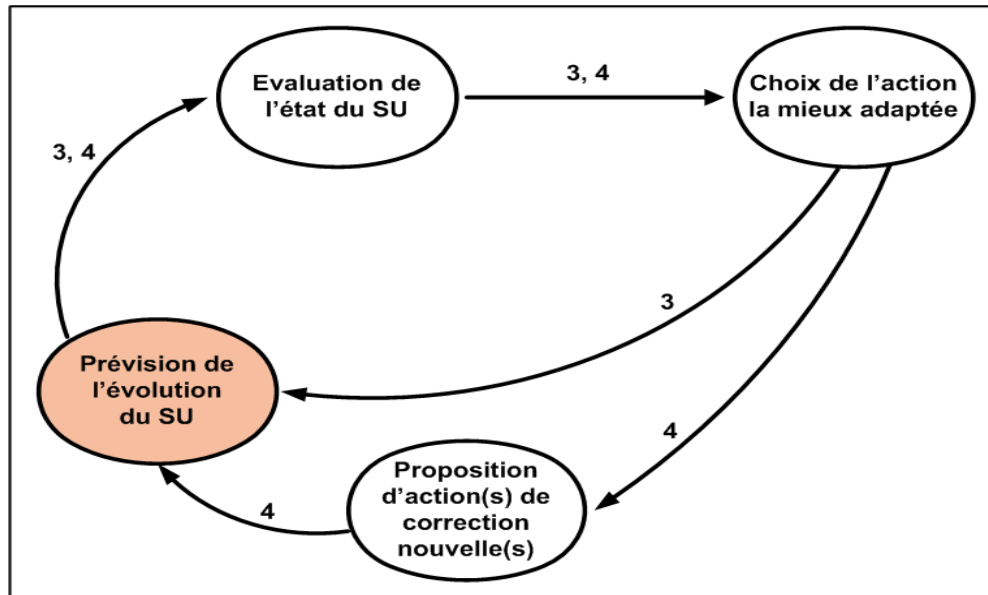 Evaluation de
l'état du SU
3, 4
Choix de l'action
la mieux adaptée
3, 4
3
Prévision de
l'évolution
du SU
4
Proposition
d'action(s) de
correction
nouvelle(s)
4